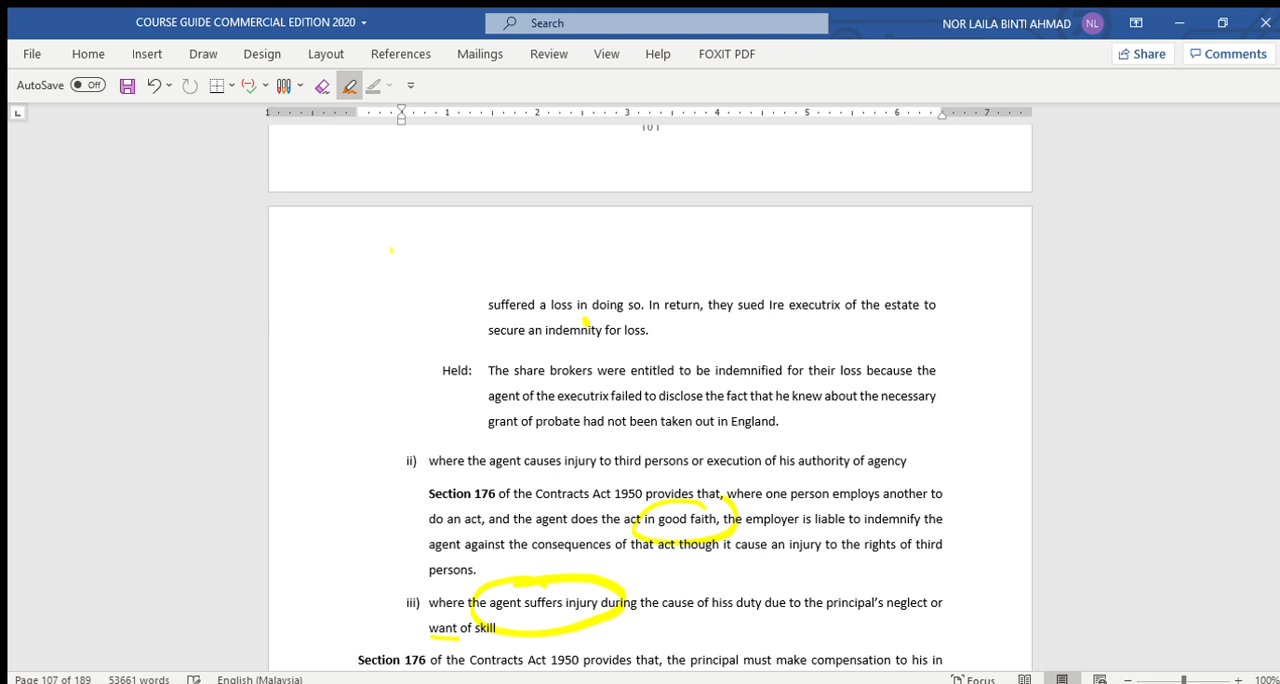 COURSE GUIDE COMMERCIAL EDITION 2020
Search
NOR LAILA BINTI AHMAD NL
File Home Insert Draw Design Layout References Mailings Review View Help FOXIT PDF Share Comments
AutoSave Off
1 1 2 3 4 5 6 7
101
suffered a loss in doing so. In return, they sued Ire executrix of the estate to
secure an indemnity for loss.
Held: The share brokers were entitled to be indemnified for their loss because the
agent of the executrix failed to disclose the fact that he knew about the necessary
grant of probate had not been taken out in England.
ii) where the agent causes injury to third persons or execution of his authority of agency
Section 176 of the Contracts Act 1950 provides that, where one person employs another to
do an act, and the agent does the act in good faith, the employer is liable to indemnify the
agent against the consequences of that act though it cause an injury to the rights of third
persons.
iii) where the agent suffers injury during the cause of hiss duty due to the principal's neglect or
want of skill
Section 176 of the Contracts Act 1950 provides that, the principal must make compensation to his in
Page 107 of 189 53661 words English (Malaysia) Focus 100%